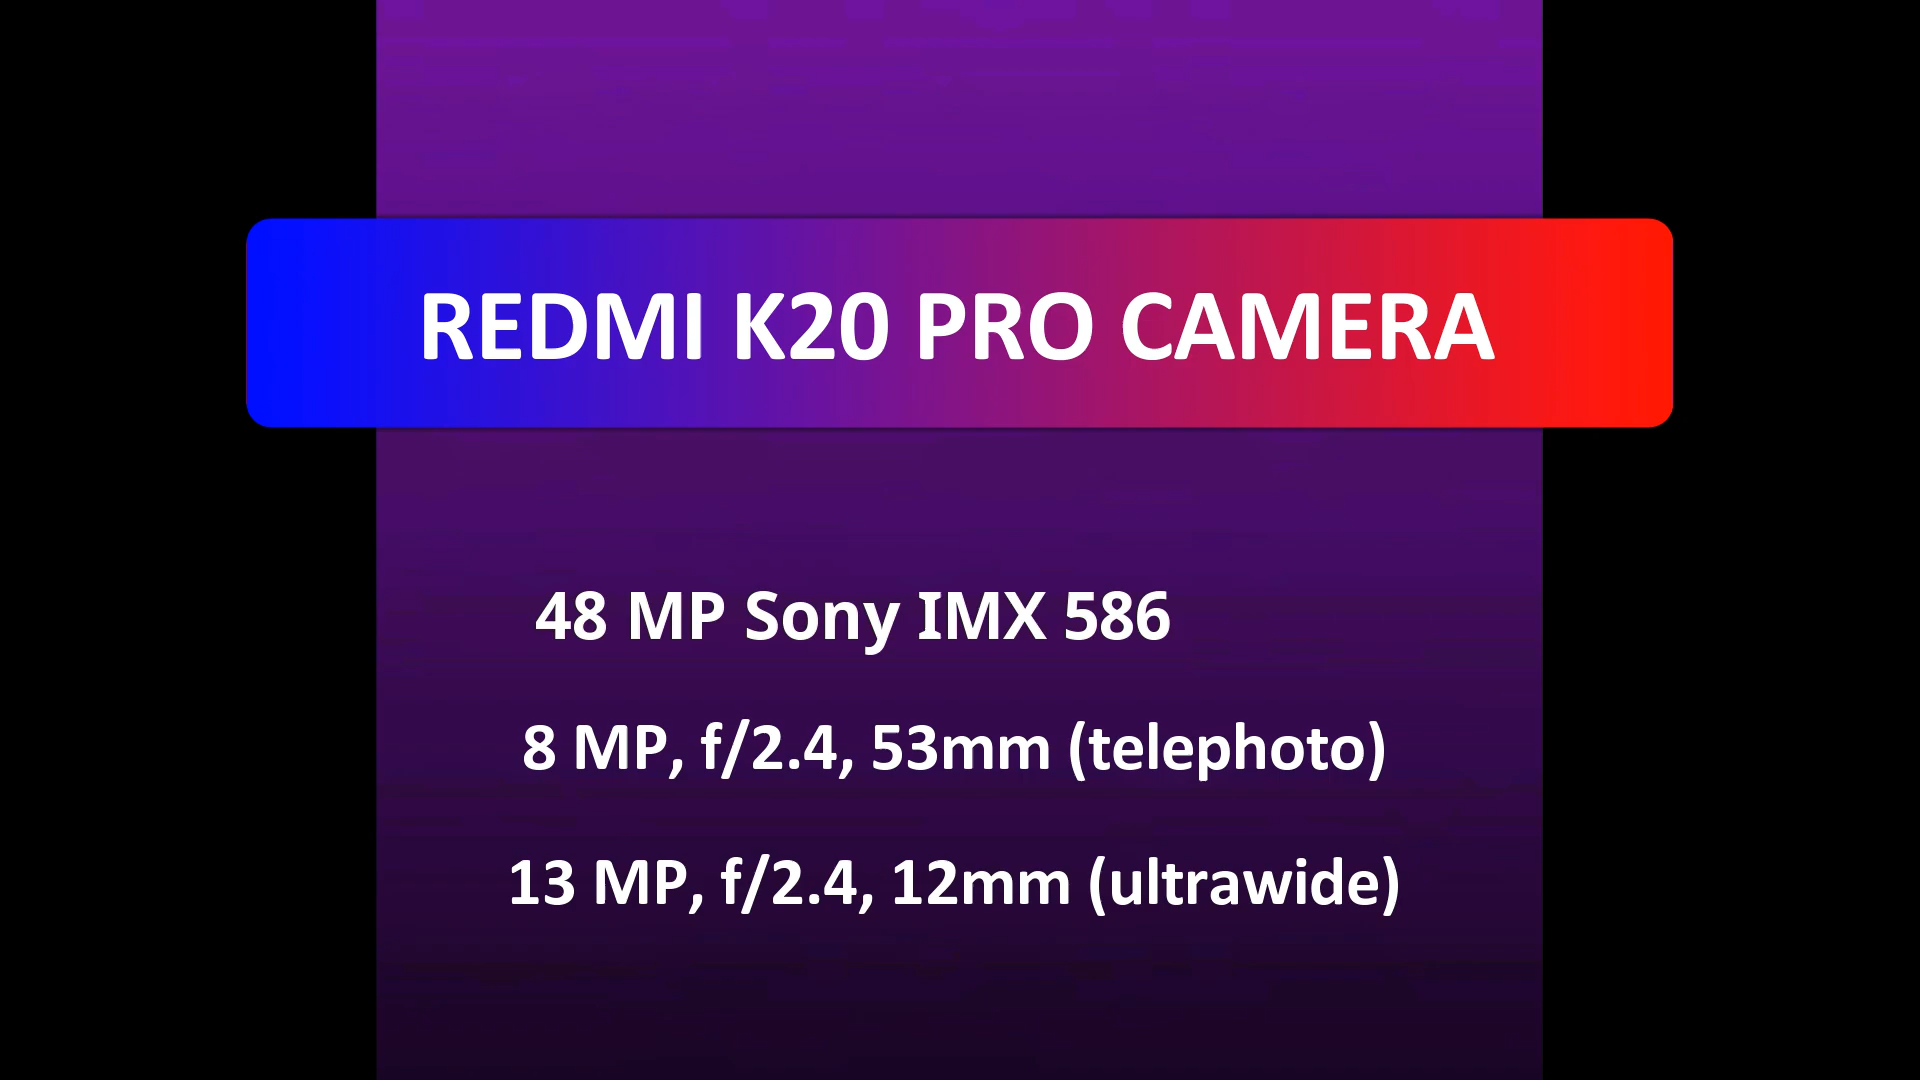 REDMI K20 PRO CAMERA
48 MP Sony IMX 586
8 MP, f/2.4, 53mm (telephoto)
13 MP, f/2.4, 12mm (ultrawide)